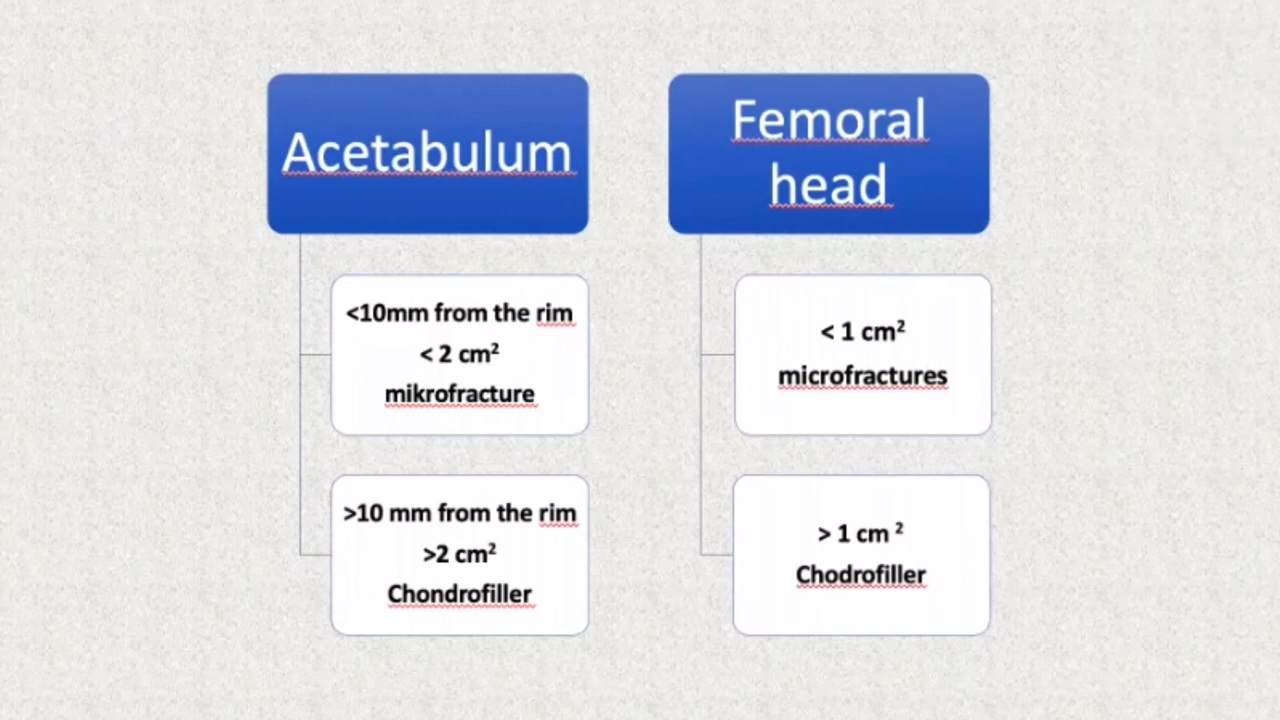 Acetabulum
<10mm from the rim
< 2 cm²
mikrofracture
>10 mm from the rim
>2 cm²
Chondrofiller
Femoral
head
< 1 cm²
microfractures
> 1 cm ²
Chodrofiller